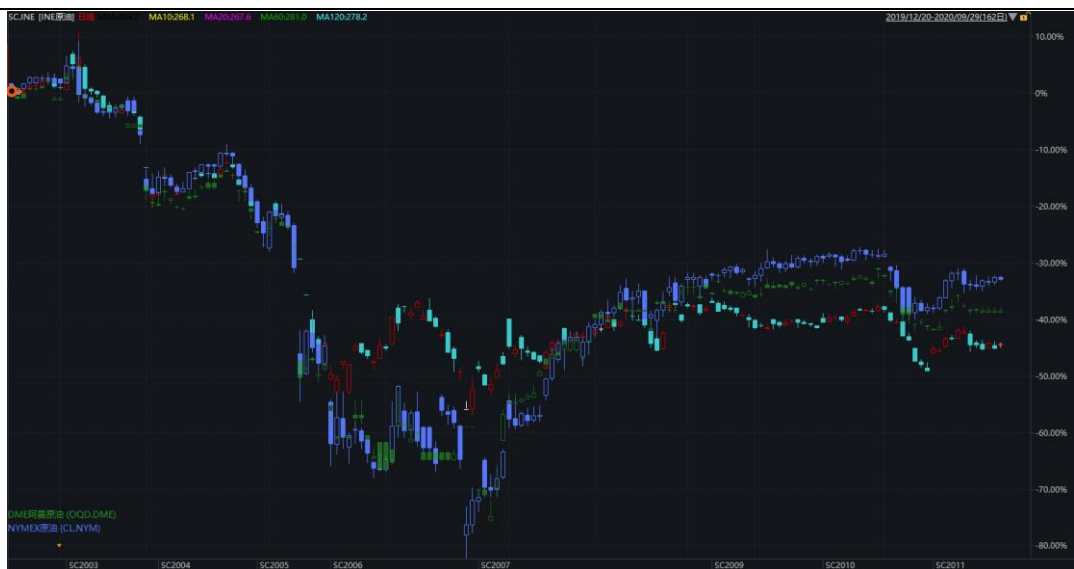 SC.INE [INE原油] 日线 MA5:264.2 MA10:268.1 MA20:267.6 MA60:281.0 MA120:278.2 2019/12/20-2020/09/29(162日)
10.00%
0%
-10.00%
-20.00%
-30.00%
-40.00%
-50.00%
-60.00%
-70.00%
-80.00%
DME阿曼原油 (OQD.DME)
NYMEX原油 (CL.NYM)
SC2003 SC2004 SC2005 SC2006 SC2007 SC2009 SC2010 SC2011